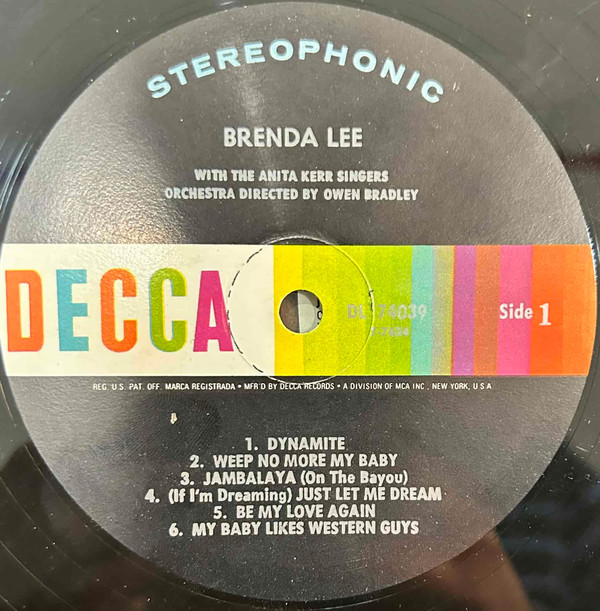 STEREOPHONIC
BRENDA LEE
WITH THE ANITA KERR SINGERS
ORCHESTRA DIRECTED BY OWEN BRADLEY
DECCA
DL 74039
Side 1
REG. U.S. PAT. OFF. MARCA REGISTRADA • MFR'D BY DECCA RECORDS • A DIVISION OF MCA INC., NEW YORK, U S A
1. DYNAMITE
2. WEEP NO MORE MY BABY
3. JAMBALAYA (On The Bayou)
4. (If I'm Dreaming) JUST LET ME DREAM
5. BE MY LOVE AGAIN
6. MY BABY LIKES WESTERN GUYS